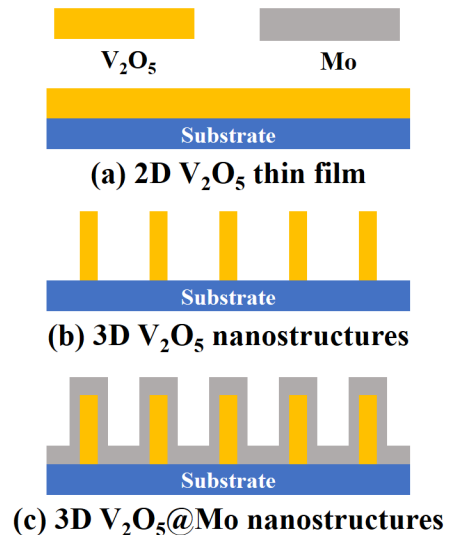 V₂O₅ Mo
Substrate
(a) 2D V₂O₅ thin film
Substrate
(b) 3D V₂O₅ nanostructures
Substrate
(c) 3D V₂O₅@Mo nanostructures